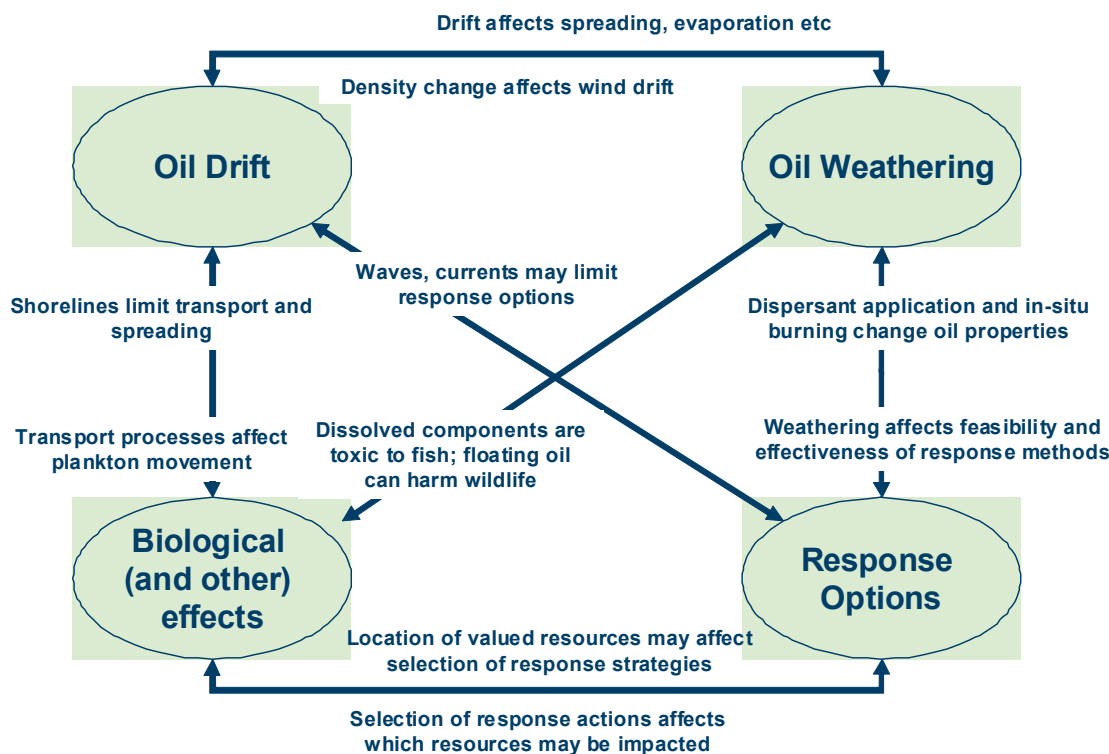 Drift affects spreading, evaporation etc
Density change affects wind drift
Oil Drift
Oil Weathering
Waves, currents may limit
response options
Shorelines limit transport and
spreading
Dispersant application and in-situ
burning change oil properties
Transport processes affect
plankton movement
Dissolved components are
toxic to fish; floating oil
can harm wildlife
Weathering affects feasibility and
effectiveness of response methods
Biological
(and other)
effects
Response
Options
Location of valued resources may affect
selection of response strategies
Selection of response actions affects
which resources may be impacted